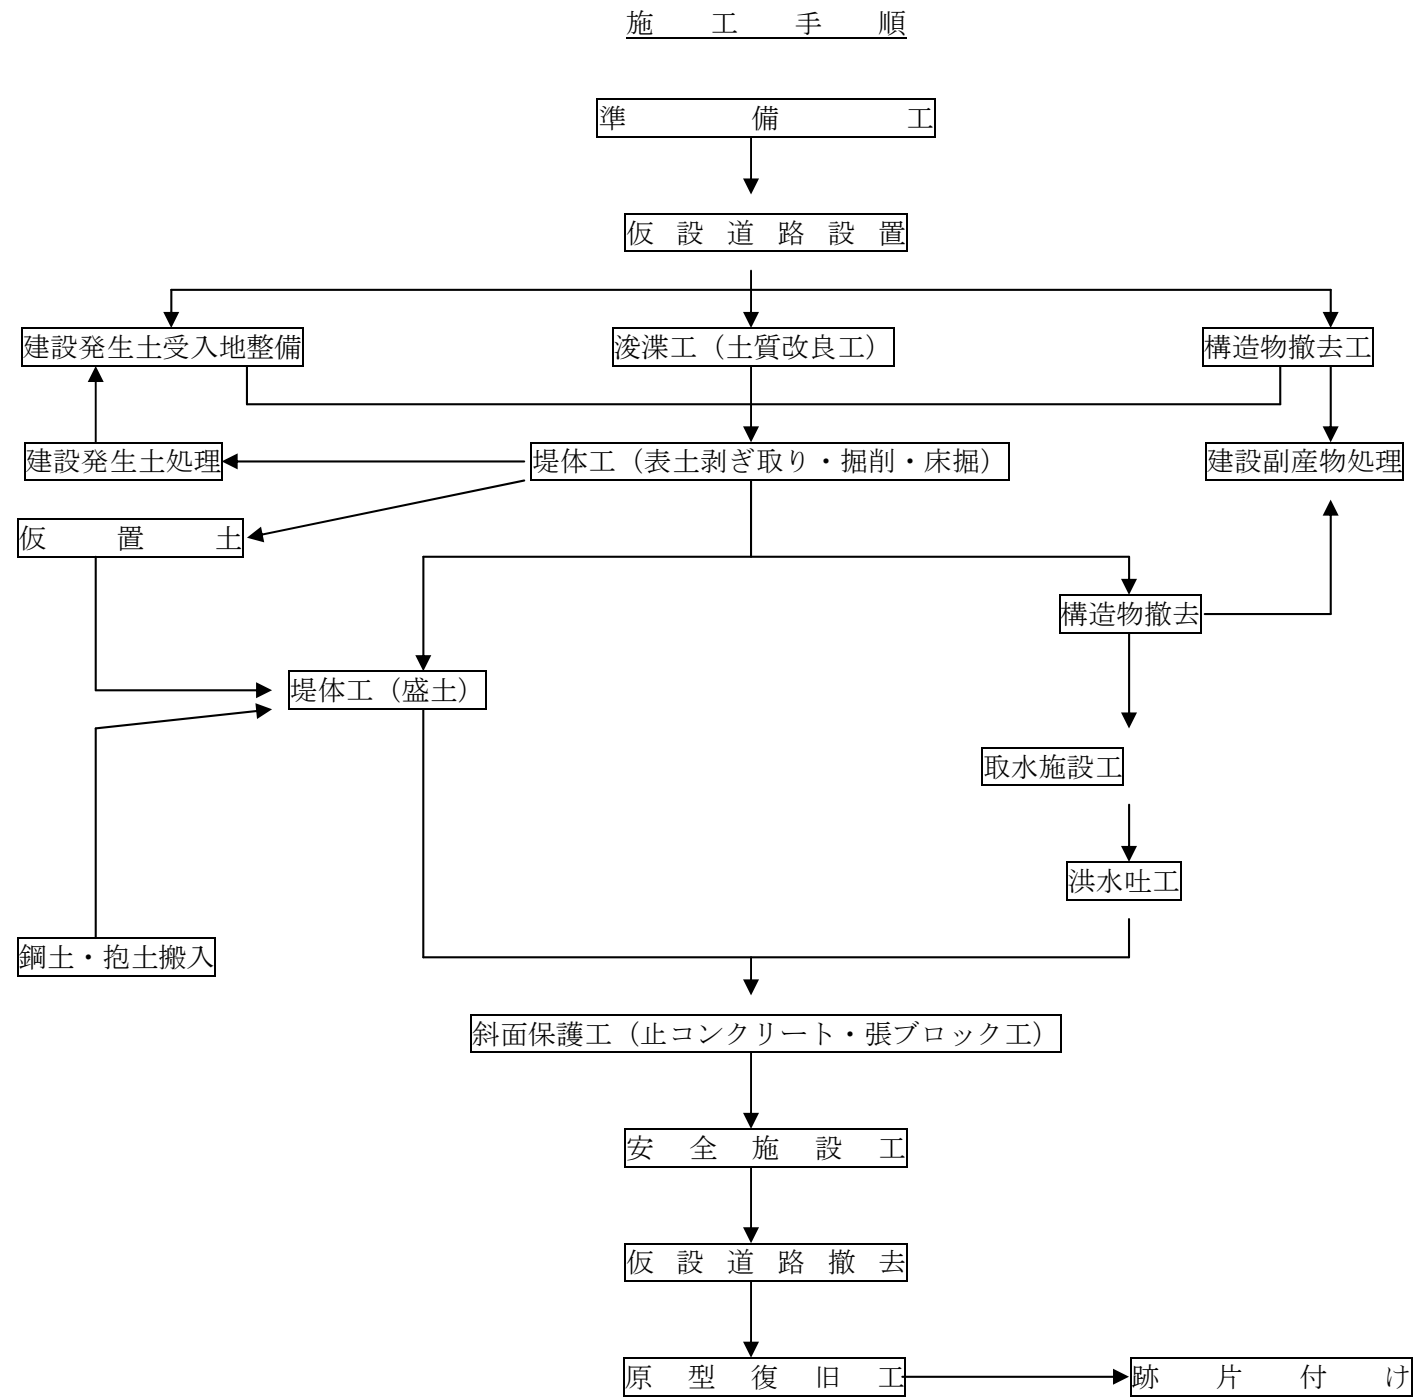 施工手順
準備工
仮設道路設置
建設発生土受入地整備
浚渫工（土質改良工）
構造物撤去工
建設発生土処理
堤体工（表土剥ぎ取り・掘削・床掘）
建設副産物処理
仮置土
構造物撤去
堤体工（盛土）
取水施設工
洪水吐工
鋼土・抱土搬入
斜面保護工（止コンクリート・張ブロック工）
安全施設工
仮設道路撤去
原型復旧工
跡片付け